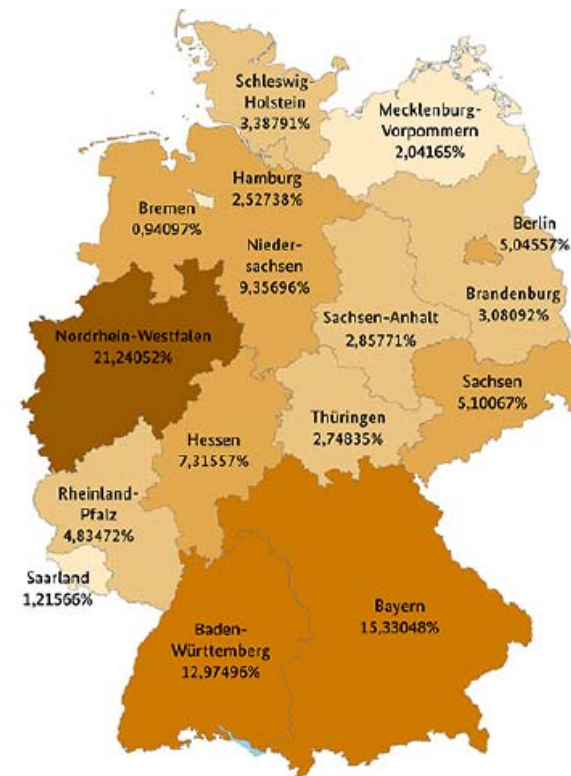 Schleswig-
Holstein
3,38791%
Mecklenburg-
Vorpommern
2,04165%
Hamburg
2,52738%
Bremen
0,94097%
Nieder-
sachsen
9,35696%
Berlin
5,04557%
Brandenburg
3,08092%
Sachsen-Anhalt
2,85771%
Nordrhein-Westfalen
21,24052%
Sachsen
5,10067%
Thüringen
2,74835%
Hessen
7,31557%
Rheinland-
Pfalz
4,83472%
Saarland
1,21566%
Bayern
15,33048%
Baden-
Württemberg
12,97496%